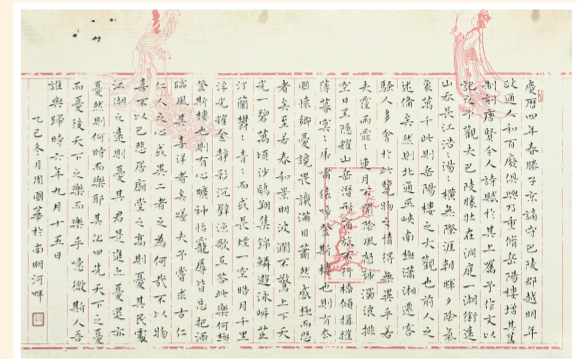 慶歷四年春滕子京謫守巴陵郡越明年
政通人和百廢俱興乃重脩岳陽樓增其舊
制刻唐賢今人詩賦於其上屬予作文以
記之予觀夫巴陵勝狀在洞庭一湖銜遠
山吞長江浩々湯々橫無際涯朝暉夕陰氣
象萬千此則岳陽樓之大觀也前人之
述備矣然則北通巫峽南極瀟湘遷客
騷人多會於此覽物之情得無異乎若
夫霪雨霏々連月不開陰風怒號濁浪排
空日星隱耀山岳潛形商旅不行檣傾楫摧
薄暮冥々虎嘯猿啼登斯樓也則有去
國懷鄉憂讒畏譏滿目蕭然感極而悲
者矣至若春和景明波瀾不驚上下天
光一碧萬頃沙鷗翔集錦鱗游泳岸芷
汀蘭鬱々青々而或長煙一空皓月千里
浮光耀金靜影沉璧漁歌互答此樂何極
登斯樓也則有心曠神怡寵辱皆忘把酒
臨風其喜洋洋者矣嗟夫予嘗求古仁
仁人之心或異二者之為何哉不以物
喜不以己悲居廟堂之高則憂其民處
江湖之遠則憂其君是進亦憂退亦
憂然則何時而樂耶其必曰先天下之憂
而憂後天下之樂而樂乎噫微斯人吾
誰與歸時六年九月十五日
乙巳冬月周國華於南明河畔